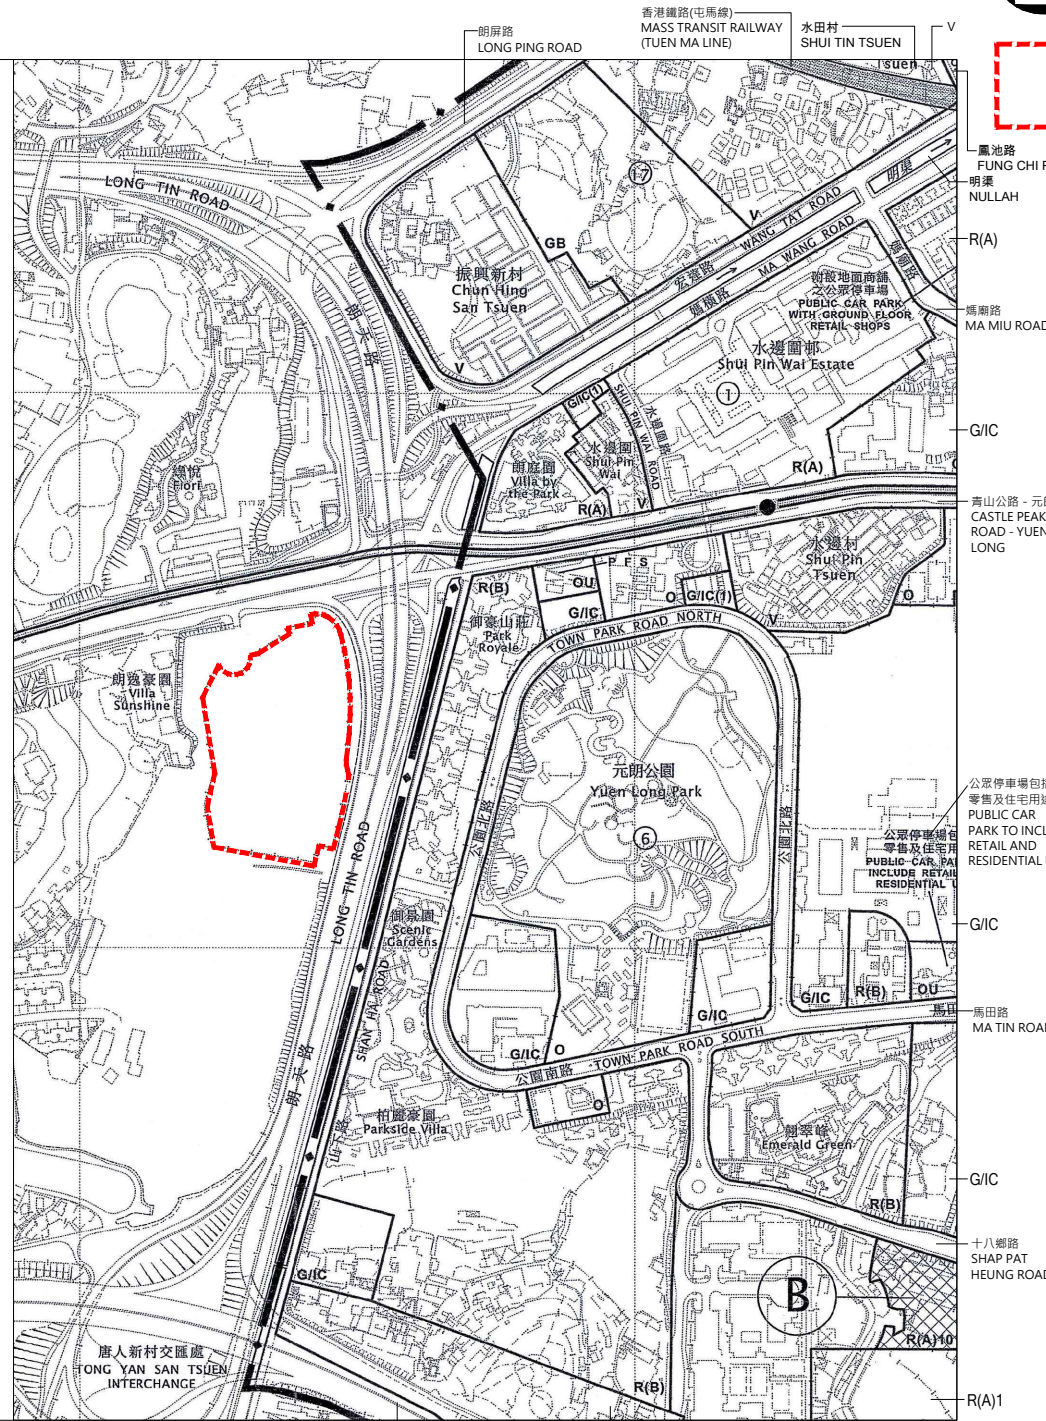 香港鐵路(屯馬線)
MASS TRANSIT RAILWAY
(TUEN MA LINE)
水田村
SHUI TIN TSUEN
V
朗屏路
LONG PING ROAD
Tsuen
鳳池路
FUNG CHI R
明渠
NULLAH
明渠
LONG TIN ROAD
朗天路
17
GB
V
振興新村
Chun Hing
San Tsuen
V
宏達路
WANG TAT ROAD
媽橫路
MA WANG ROAD
媽廟路
R(A)
附設地面商舖
之公眾停車場
PUBLIC CAR PARK
WITH GROUND FLOOR
RETAIL SHOPS
媽廟路
MA MIU ROAD
水邊圍邨
Shui Pin Wai Estate
1
G/IC(1)
水邊圍路
SHUI PIN WAI ROAD
水邊圍
Shui Pin
Wai
朗庭園
Villa by
the Park
R(A)
V
R(A)
G/IC
Fiori
青山公路 - 元朗
CASTLE PEAK
ROAD - YUEN
LONG
水邊村
Shui Pin
Tsuen
O
R(B)
P F S
OU
G/IC
O
G/IC(1)
V
御豪山莊
Park
Royale
TOWN PARK ROAD NORTH
朗逸豪園
Villa
Sunshine
元朗公園
Yuen Long Park
6
公園北路
公園北路
公眾停車場包括
零售及住宅用途
PUBLIC CAR
PARK TO INCL
RETAIL AND
RESIDENTIAL
公眾停車場包
零售及住宅用
PUBLIC CAR PA
INCLUDE RETAIL
RESIDENTIAL U
LONG TIN ROAD
御景園
Scenic
Gardens
G/IC
SHAN HA ROAD
G/IC
R(B)
OU
G/IC
馬田
馬田路
MA TIN ROAD
朗天路
G/IC
O
公園南路
TOWN PARK ROAD SOUTH
O
柏麗豪園
Parkside Villa
山下路
翹翠峰
Emerald Green
G/IC
R(B)
十八鄉路
SHAP PAT
HEUNG ROAD
G/IC
B
R(A)10
唐人新村交匯處
TONG YAN SAN TSUEN
INTERCHANGE
R(B)
R(A)1